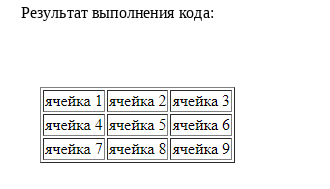 Результат выполнения кода:
ячейка 1 ячейка 2 ячейка 3
ячейка 4 ячейка 5 ячейка 6
ячейка 7 ячейка 8 ячейка 9